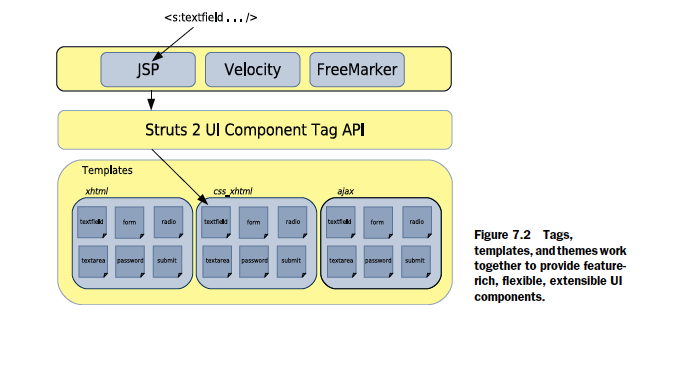 <s:textfield . . . />
JSP Velocity FreeMarker
Struts 2 UI Component Tag API
Templates
xhtml css_xhtml ajax
textfield form radio textfield form radio textfield form radio
textarea password submit textarea password submit textarea password submit
Figure 7.2 Tags,
templates, and themes work
together to provide feature-
rich, flexible, extensible UI
components.